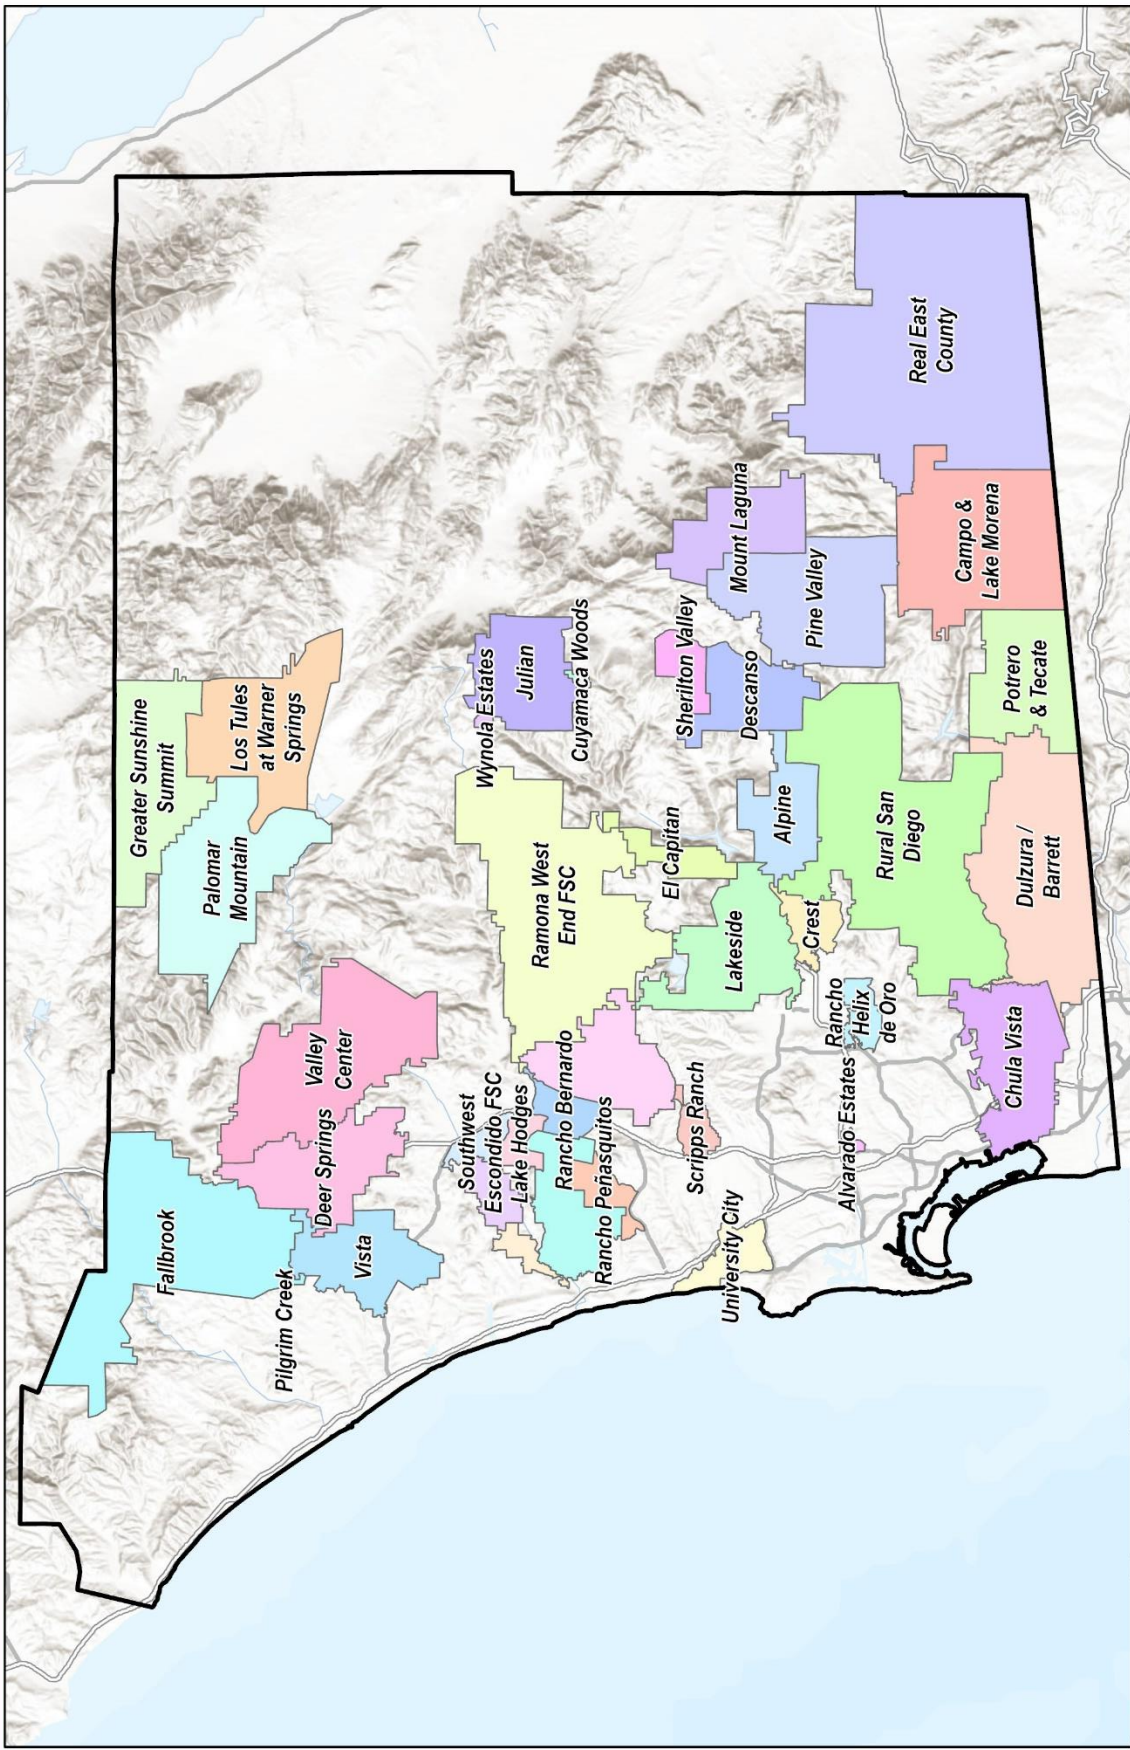 Fallbrook
Pilgrim Creek
Vista
Deer Springs
Valley
Center
Palomar
Mountain
Greater Sunshine
Summit
Los Tules
at Warner
Springs
Southwest
Escondido FSC
Lake Hodges
Rancho Bernardo
Rancho Peñasquitos
Ramona West
End FSC
Wynola Estates
Julian
Cuyamaca Woods
Scripps Ranch
University City
Lakeside
El Capitan
Sherilton Valley
Descanso
Mount Laguna
Pine Valley
Alpine
Crest
Alvarado Estates
Rancho
Helix
de Oro
Rural San
Diego
Real East
County
Campo &
Lake Morena
Potrero
& Tecate
Dulzura /
Barrett
Chula Vista